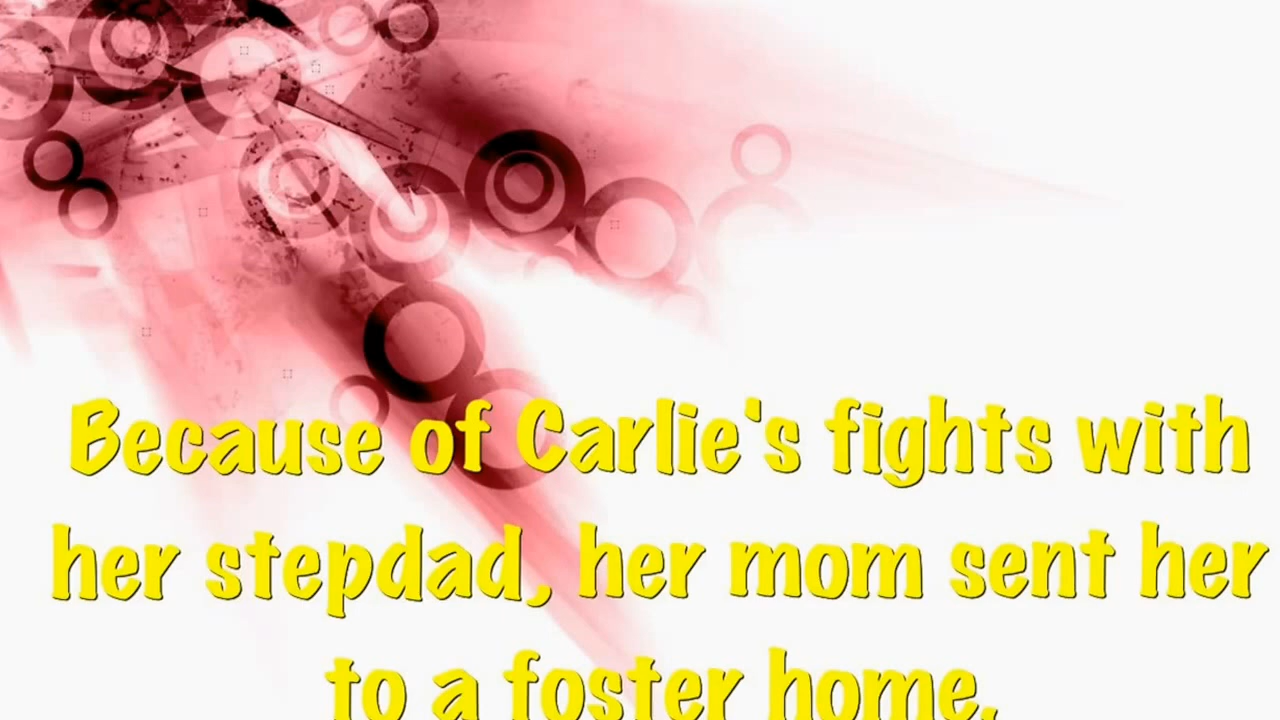 Because of Carlie's fights with
her stepdad, her mom sent her
to a foster home.